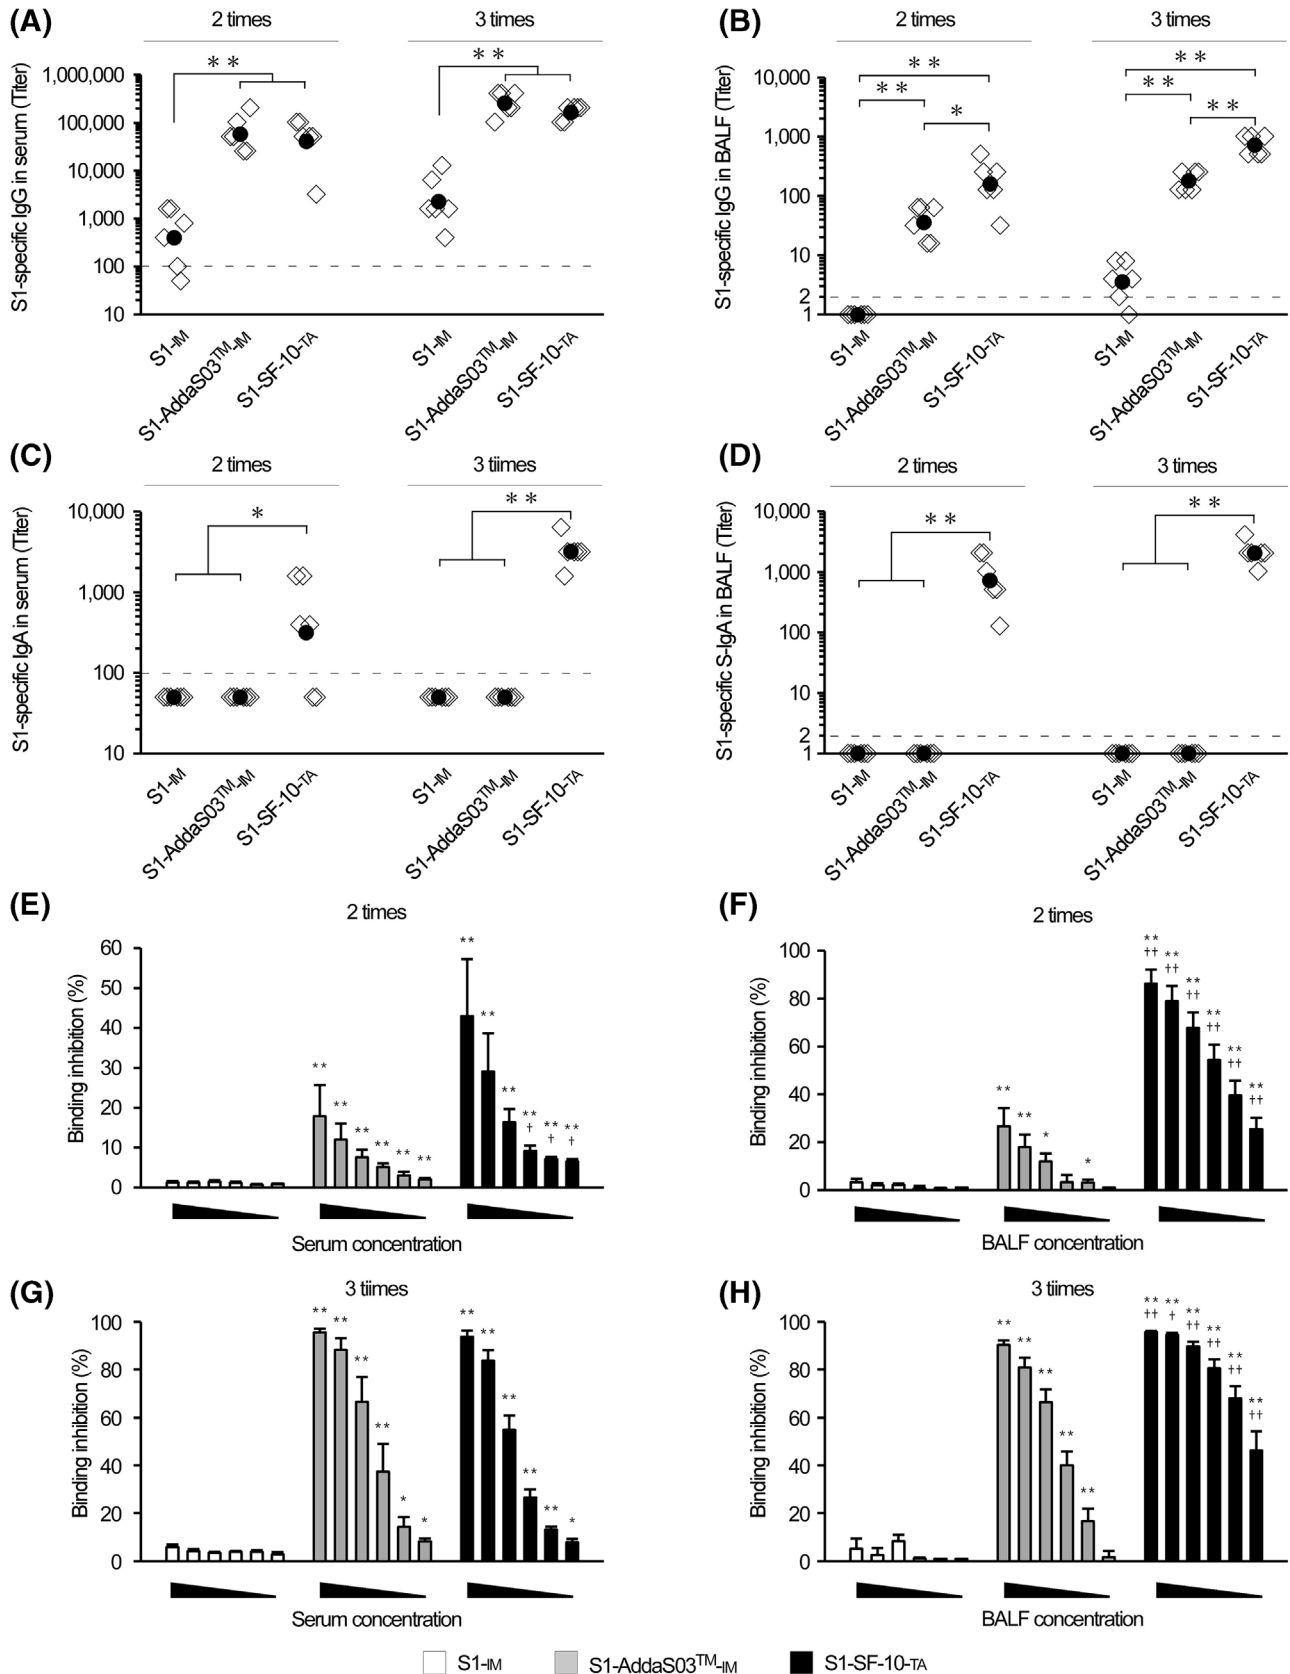 (A)
2 times
3 times
S1-specific IgG in serum (Titer)
1,000,000
100,000
10,000
1,000
100
10
* *
* *
S1-IM
S1-AddaS03TM-IM
S1-SF-10-TA
S1-IM
S1-AddaS03TM-IM
S1-SF-10-TA
(B)
2 times
3 times
S1-specific IgG in BALF (Titer)
10,000
1,000
100
10
2
1
* *
* *
*
* *
* *
* *
S1-IM
S1-AddaS03TM-IM
S1-SF-10-TA
S1-IM
S1-AddaS03TM-IM
S1-SF-10-TA
(C)
2 times
3 tiimes
S1-specific IgA in serum (Titer)
10,000
1,000
100
10
*
* *
S1-IM
S1-AddaS03TM-IM
S1-SF-10-TA
S1-IM
S1-AddaS03TM-IM
S1-SF-10-TA
(D)
2 times
3 times
S1-specific S-IgA in BALF (Titer)
10,000
1,000
100
10
2
1
* *
* *
S1-IM
S1-AddaS03TM-IM
S1-SF-10-TA
S1-IM
S1-AddaS03TM-IM
S1-SF-10-TA
(E)
2 times
Binding inhibition (%)
60
50
40
30
20
10
0
** ** ** ** ** **
** ** ** ** ** **
† † †
Serum concentration
(F)
2 times
Binding inhibition (%)
100
80
60
40
20
0
** ** * *
** ** ** ** ** **
†† †† †† †† †† ††
BALF concentration
(G)
3 tiimes
Binding inhibition (%)
100
80
60
40
20
0
** ** ** ** * *
** ** ** ** ** *
Serum concentration
(H)
3 tiimes
Binding inhibition (%)
100
80
60
40
20
0
** ** ** ** **
** ** ** ** ** **
†† † †† †† †† ††
BALF concentration
S1-IM
S1-AddaS03TM-IM
S1-SF-10-TA